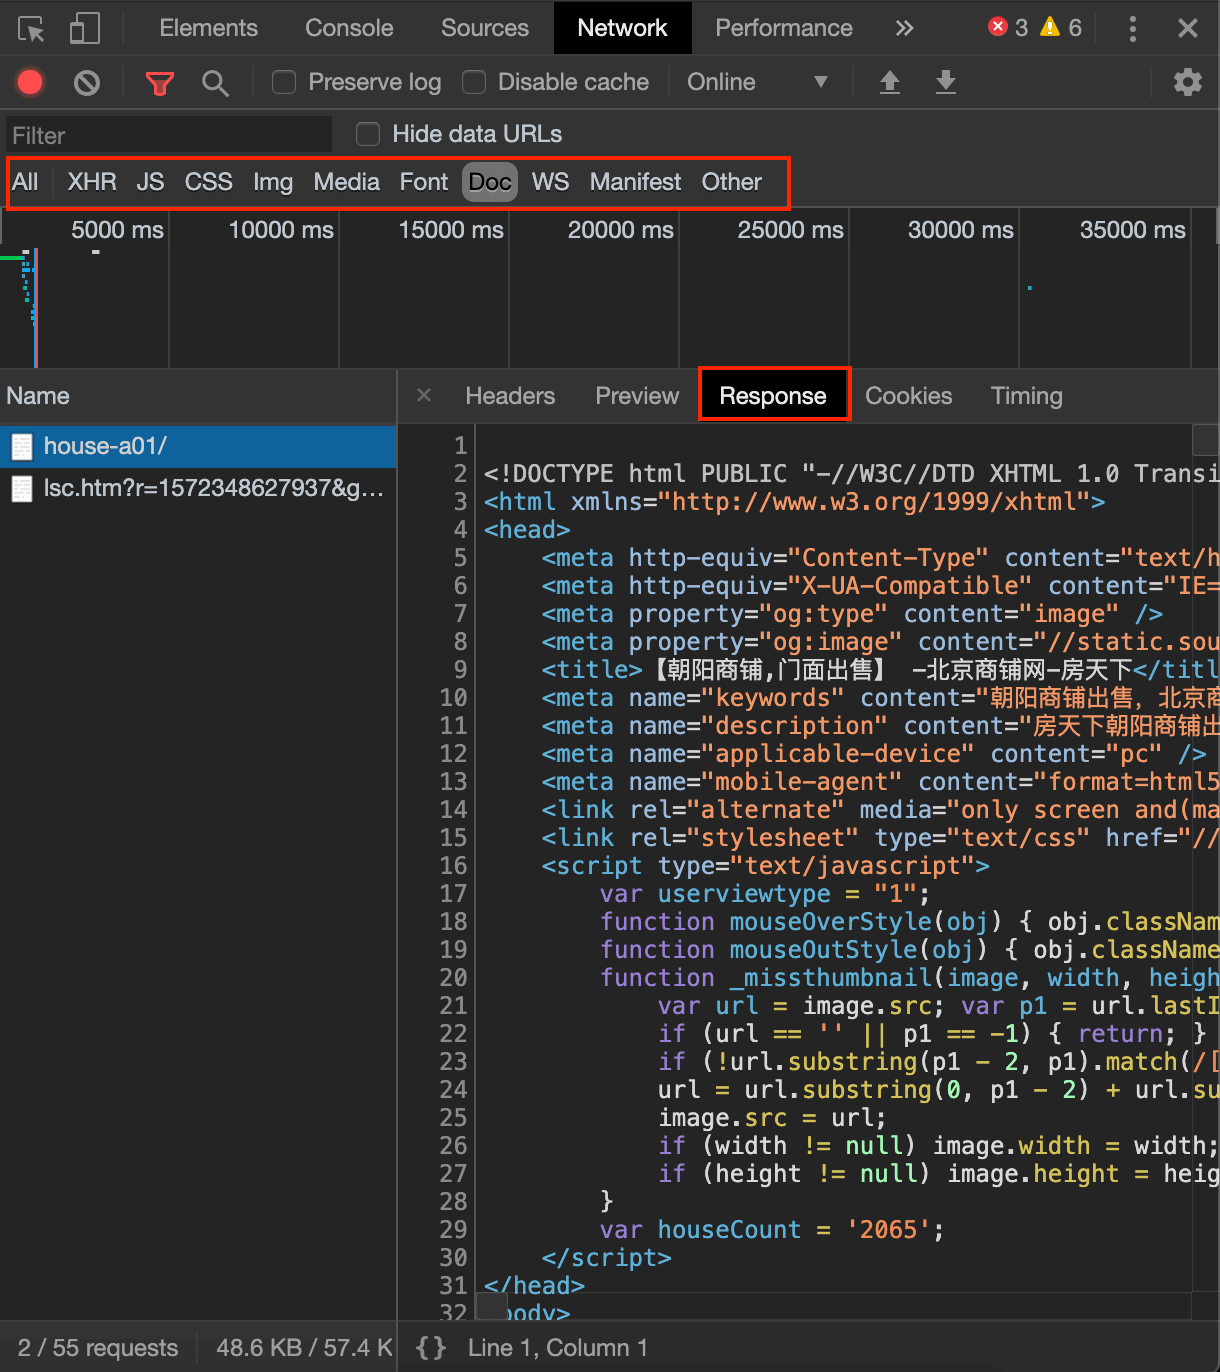 Elements Console Sources Network Performance » 3 6
Preserve log Disable cache Online ▼
Filter Hide data URLs
All XHR JS CSS Img Media Font Doc WS Manifest Other
5000 ms 10000 ms 15000 ms 20000 ms 25000 ms 30000 ms 35000 ms
Name
× Headers Preview Response Cookies Timing
house-a01/
lsc.htm?r=1572348627937&g...
1
2 <!DOCTYPE html PUBLIC "-//W3C//DTD XHTML 1.0 Transi
3 <html xmlns="http://www.w3.org/1999/xhtml">
4 <head>
5 <meta http-equiv="Content-Type" content="text/h
6 <meta http-equiv="X-UA-Compatible" content="IE=
7 <meta property="og:type" content="image" />
8 <meta property="og:image" content="//static.sou
9 <title>【朝阳商铺,门面出售】 -北京商铺网-房天下</titl
10 <meta name="keywords" content="朝阳商铺出售, 北京商
11 <meta name="description" content="房天下朝阳商铺出
12 <meta name="applicable-device" content="pc" />
13 <meta name="mobile-agent" content="format=html5
14 <link rel="alternate" media="only screen and(ma
15 <link rel="stylesheet" type="text/css" href="//
16 <script type="text/javascript">
17 var userviewtype = "1";
18 function mouseOverStyle(obj) { obj.classNam
19 function mouseOutStyle(obj) { obj.className
20 function _missthumbnail(image, width, heigh
21 var url = image.src; var p1 = url.lastI
22 if (url == '' || p1 == -1) { return; }
23 if (!url.substring(p1 - 2, p1).match(/[
24 url = url.substring(0, p1 - 2) + url.su
25 image.src = url;
26 if (width != null) image.width = width;
27 if (height != null) image.height = heig
28 }
29 var houseCount = '2065';
30 </script>
31 </head>
32 body>
2 / 55 requests 48.6 KB / 57.4 K {} Line 1, Column 1